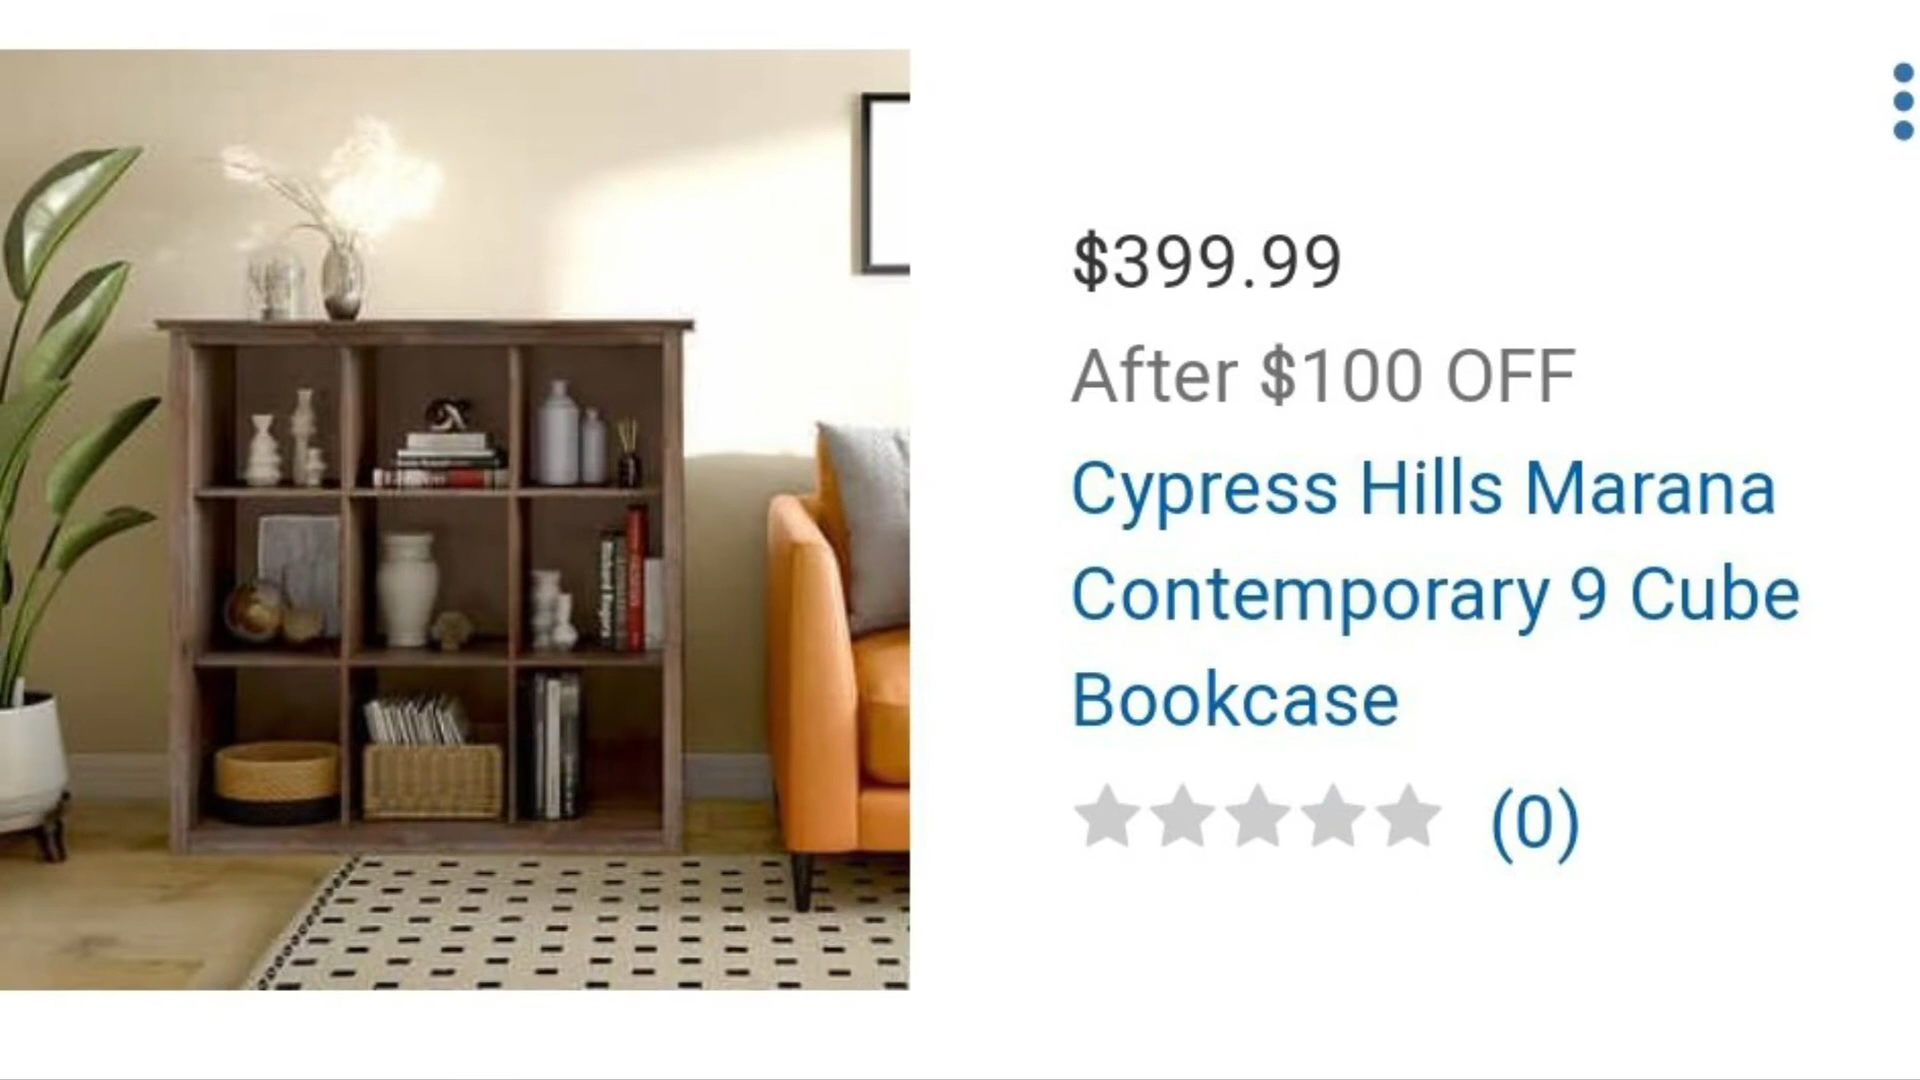 $399.99
After $100 OFF
Cypress Hills Marana
Contemporary 9 Cube
Bookcase
(0)